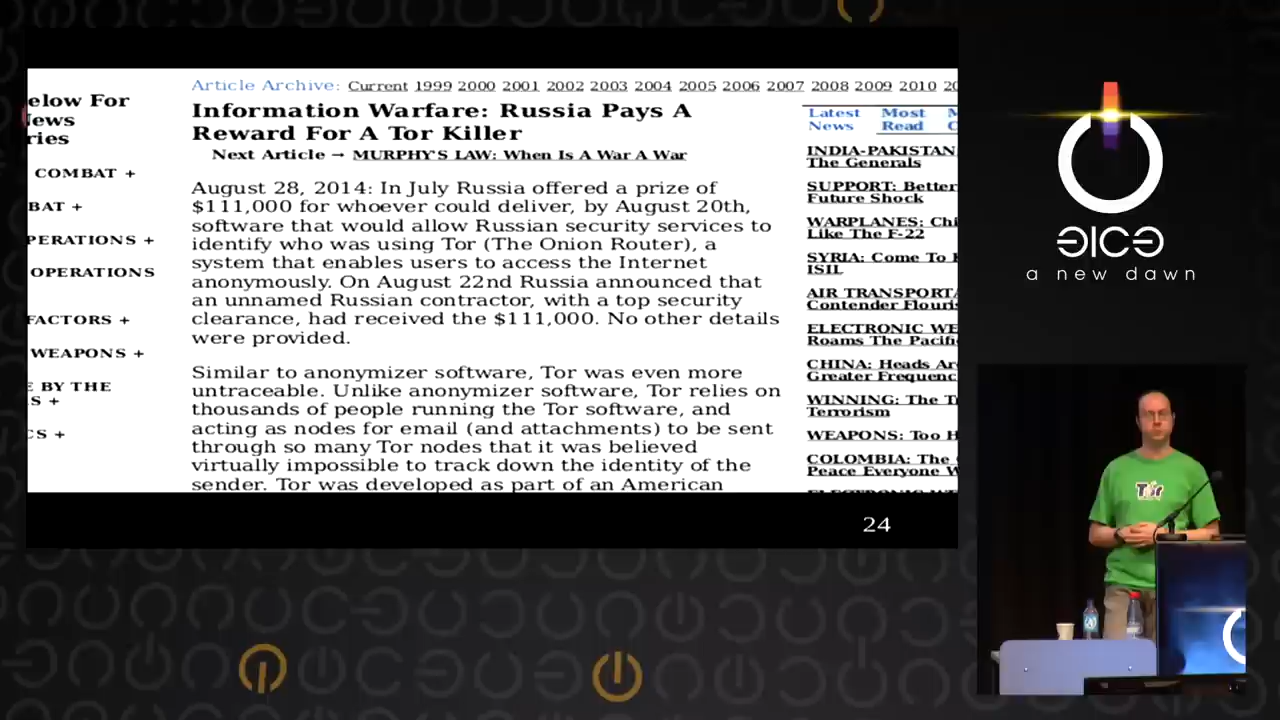 Article Archive: Current 1999 2000 2001 2002 2003 2004 2005 2006 2007 2008 2009 2010
elow For
News
ries
COMBAT +
BAT +
PERATIONS +
OPERATIONS
FACTORS +
WEAPONS +
E BY THE
S +
CS +
Information Warfare: Russia Pays A
Reward For A Tor Killer
Next Article → MURPHY'S LAW: When Is A War A War
August 28, 2014: In July Russia offered a prize of
$111,000 for whoever could deliver, by August 20th,
software that would allow Russian security services to
identify who was using Tor (The Onion Router), a
system that enables users to access the Internet
anonymously. On August 22nd Russia announced that
an unnamed Russian contractor, with a top security
clearance, had received the $111,000. No other details
were provided.
Similar to anonymizer software, Tor was even more
untraceable. Unlike anonymizer software, Tor relies on
thousands of people running the Tor software, and
acting as nodes for email (and attachments) to be sent
through so many Tor nodes that it was believed
virtually impossible to track down the identity of the
sender. Tor was developed as part of an American
Latest
News
Most
Read
INDIA-PAKISTAN
The Generals
SUPPORT: Better
Future Shock
WARPLANES: Chi
Like The F-22
SYRIA: Come To
ISIL
AIR TRANSPORTA
Contender Flouris
ELECTRONIC WE
Roams The Pacific
CHINA: Heads Ar
Greater Frequenc
WINNING: The T
Terrorism
WEAPONS: Too H
COLOMBIA: The
Peace Everyone W
24
a new dawn
Tor